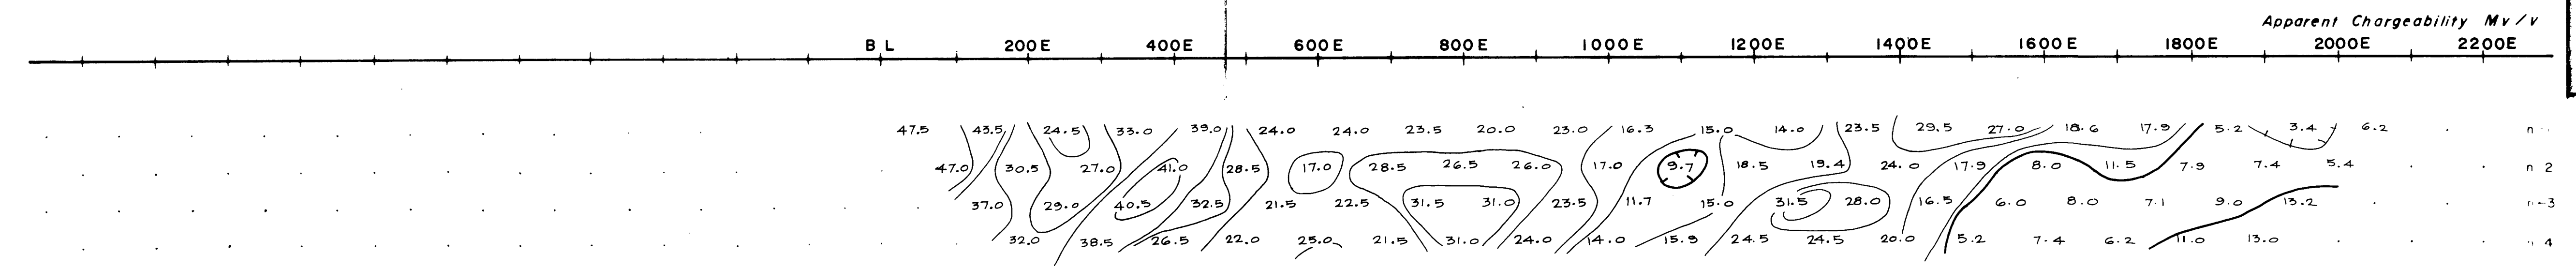 Apparent Chargeability Mv/v
B L 200E 400E 600E 800E 1000E 1200E 1400E 1600E 1800E 2000E 2200E
47.5 43.5 24.5 33.0 39.0 24.0 24.0 23.5 20.0 23.0 16.3 15.0 14.0 23.5 29.5 27.0 18.6 17.9 5.2 3.4 6.2 n
47.0 30.5 27.0 41.0 28.5 17.0 28.5 26.5 26.0 17.0 9.7 18.5 19.4 24.0 17.9 8.0 11.5 7.9 7.4 5.4 n 2
37.0 29.0 40.5 32.5 21.5 22.5 31.5 31.0 23.5 11.7 15.0 31.5 28.0 16.5 6.0 8.0 7.1 9.0 13.2 n-3
32.0 38.5 26.5 22.0 25.0 21.5 31.0 24.0 14.0 15.9 24.5 24.5 20.0 5.2 7.4 6.2 11.0 13.0 4